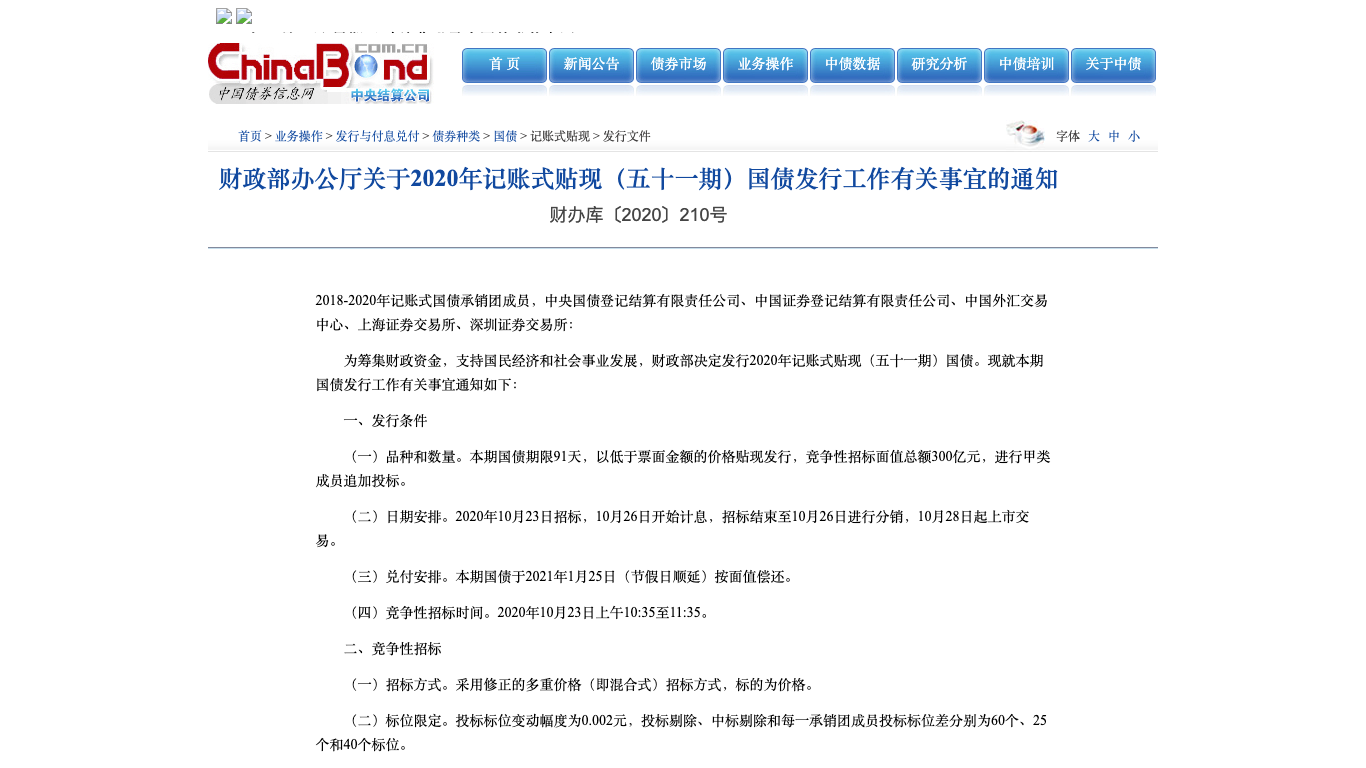 com.cn
ChinaBond
中国债券信息网 中央结算公司
首 页 新闻公告 债券市场 业务操作 中债数据 研究分析 中债培训 关于中债
首页 > 业务操作 > 发行与付息兑付 > 债券种类 > 国债 > 记账式贴现 > 发行文件
字体 大 中 小
财政部办公厅关于2020年记账式贴现（五十一期）国债发行工作有关事宜的通知
财办库〔2020〕210号
2018-2020年记账式国债承销团成员，中央国债登记结算有限责任公司、中国证券登记结算有限责任公司、中国外汇交易
中心、上海证券交易所、深圳证券交易所：
为筹集财政资金，支持国民经济和社会事业发展，财政部决定发行2020年记账式贴现（五十一期）国债。现就本期
国债发行工作有关事宜通知如下：
一、发行条件
（一）品种和数量。本期国债期限91天，以低于票面金额的价格贴现发行，竞争性招标面值总额300亿元，进行甲类
成员追加投标。
（二）日期安排。2020年10月23日招标，10月26日开始计息，招标结束至10月26日进行分销，10月28日起上市交
易。
（三）兑付安排。本期国债于2021年1月25日（节假日顺延）按面值偿还。
（四）竞争性招标时间。2020年10月23日上午10:35至11:35。
二、竞争性招标
（一）招标方式。采用修正的多重价格（即混合式）招标方式，标的为价格。
（二）标位限定。投标标位变动幅度为0.002元，投标剔除、中标剔除和每一承销团成员投标标位差分别为60个、25
个和40个标位。